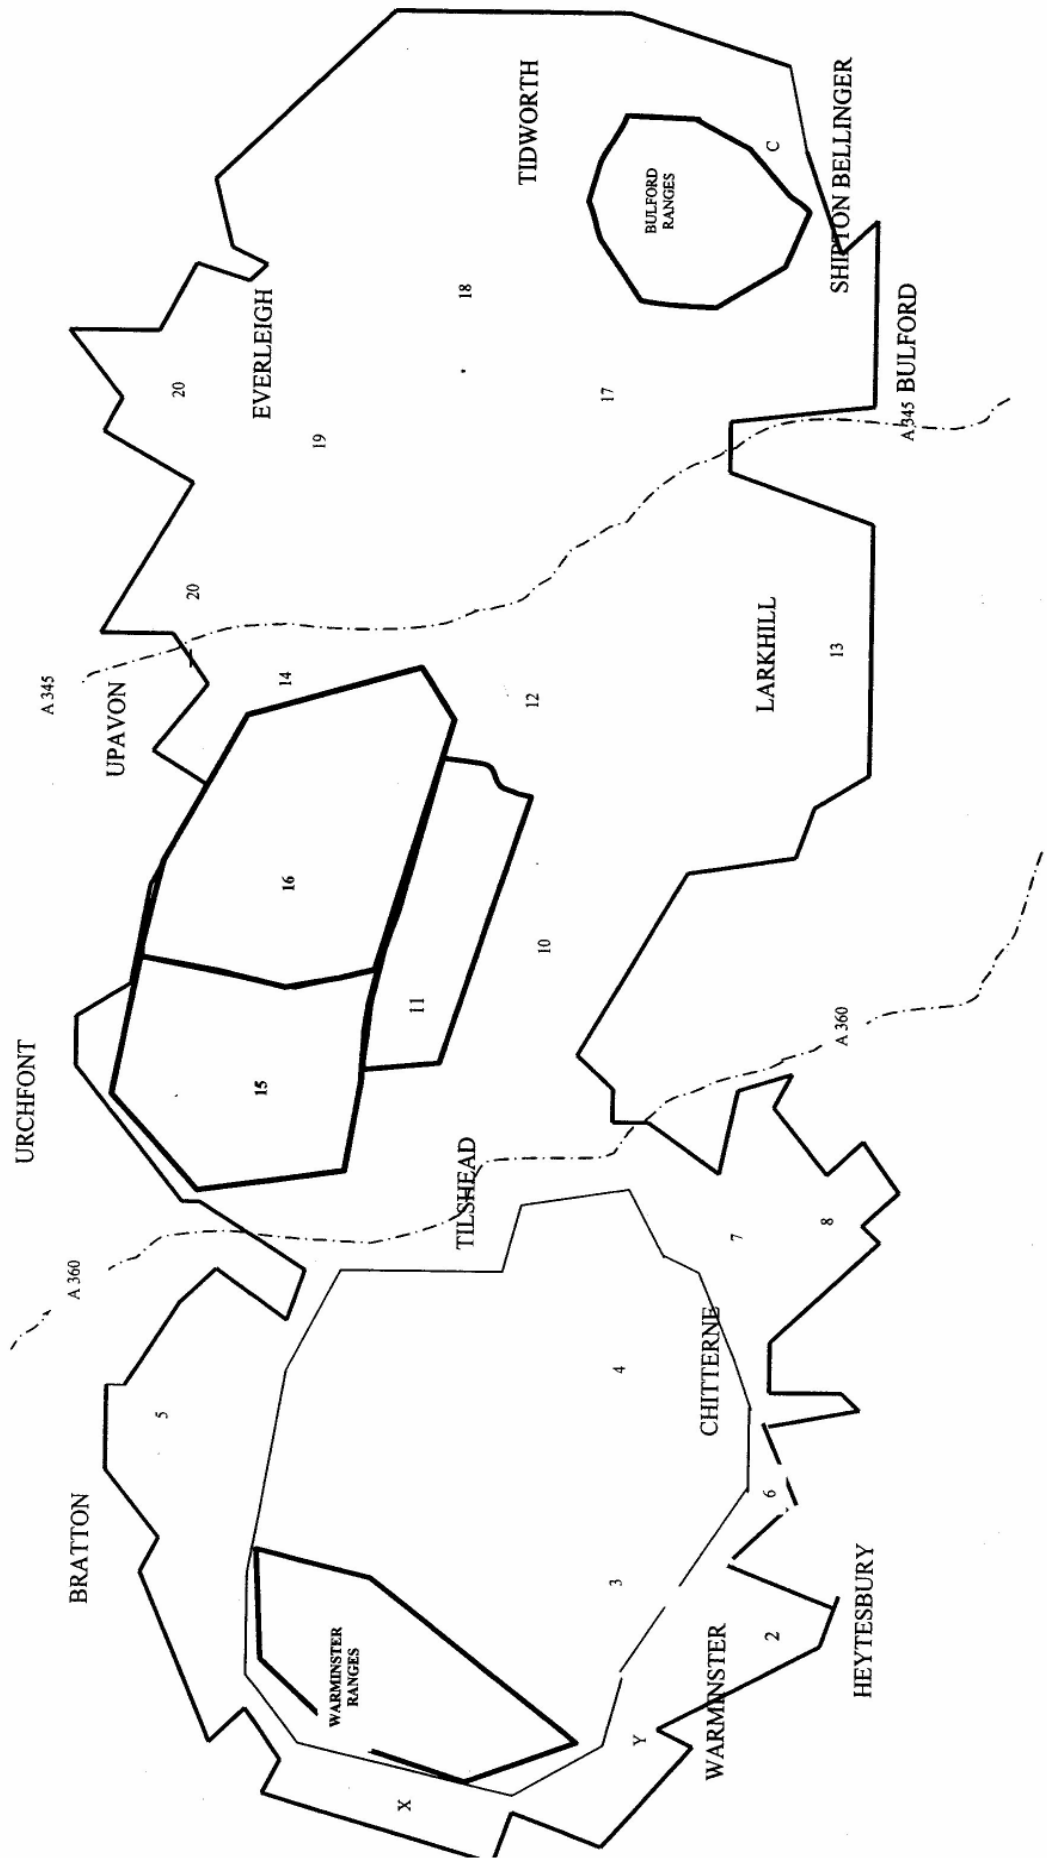 URCHFONT
A 345
A 360
BRATTON
UPAVON
5
20
20
15
EVERLEIGH
16
14
19
WARMINSTER
RANGES
X
11
TILSHEAD
18
TIDWORTH
10
12
17
3
4
Y
BULFORD
RANGES
WARMINSTER
CHITTERNE
7
2
6
LARKHILL
C
8
13
A 360
SHIPTON BELLINGER
HEYTESBURY
A 345
BULFORD